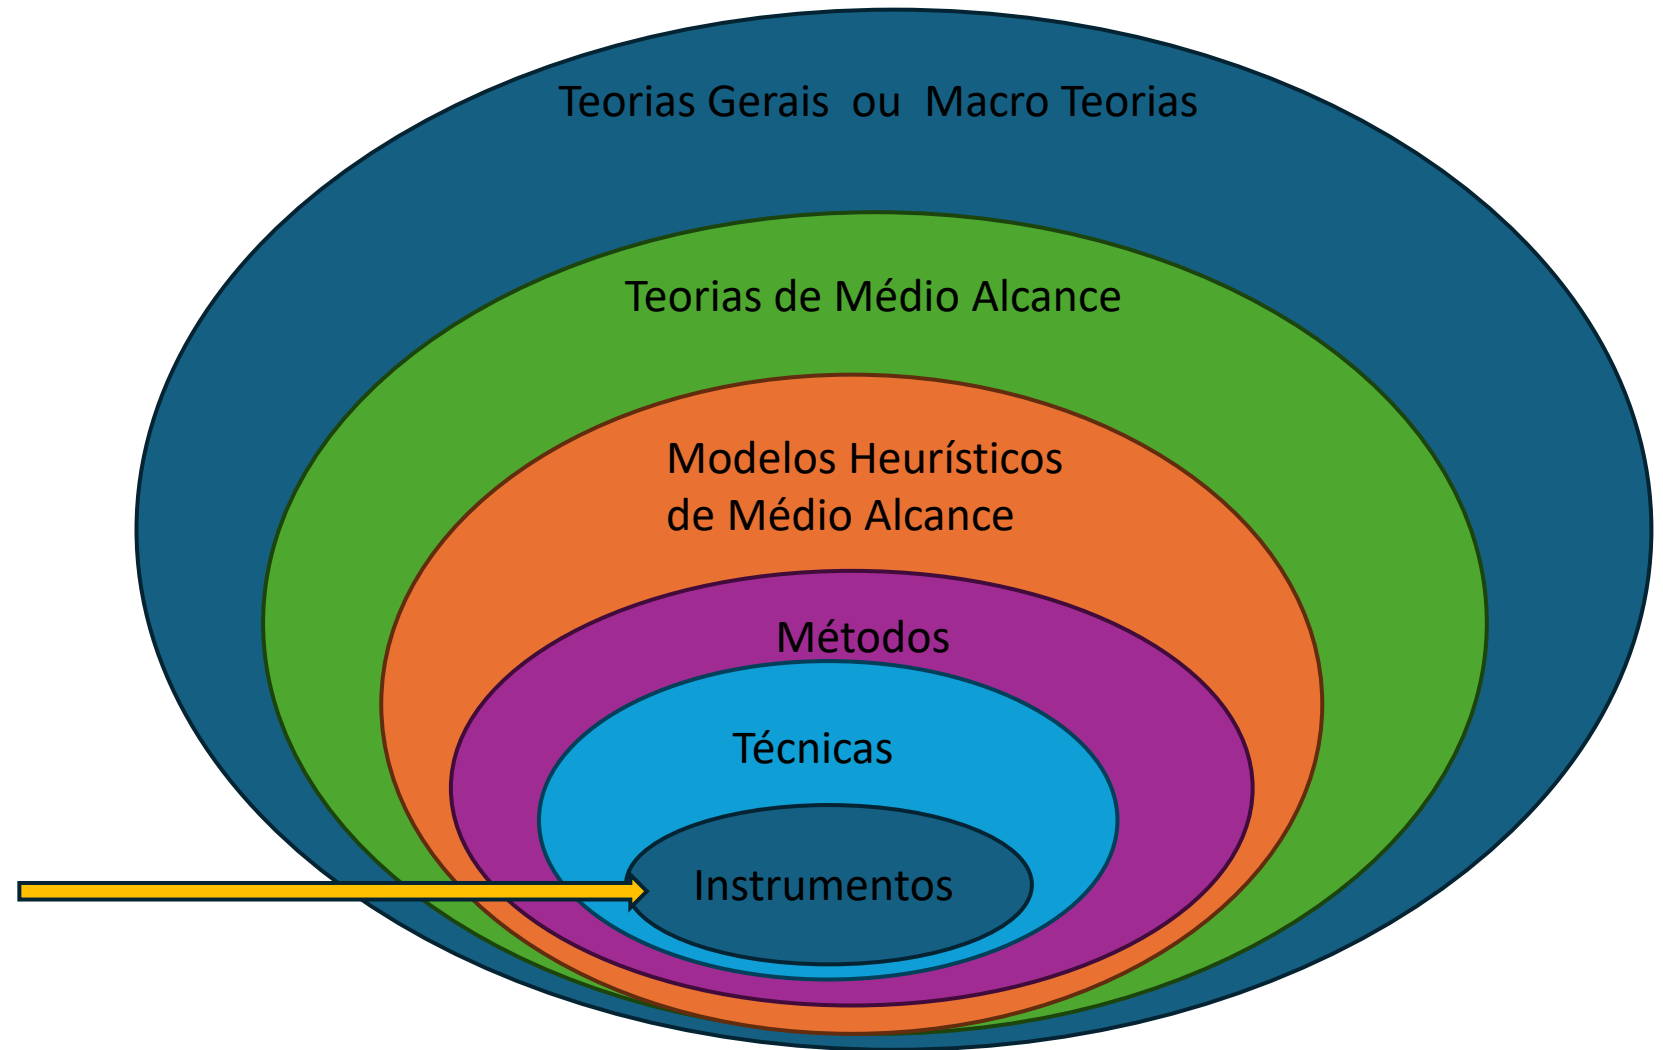 Teorias Gerais ou Macro Teorias
Teorias de Médio Alcance
Modelos Heurísticos
de Médio Alcance
Métodos
Técnicas
Instrumentos